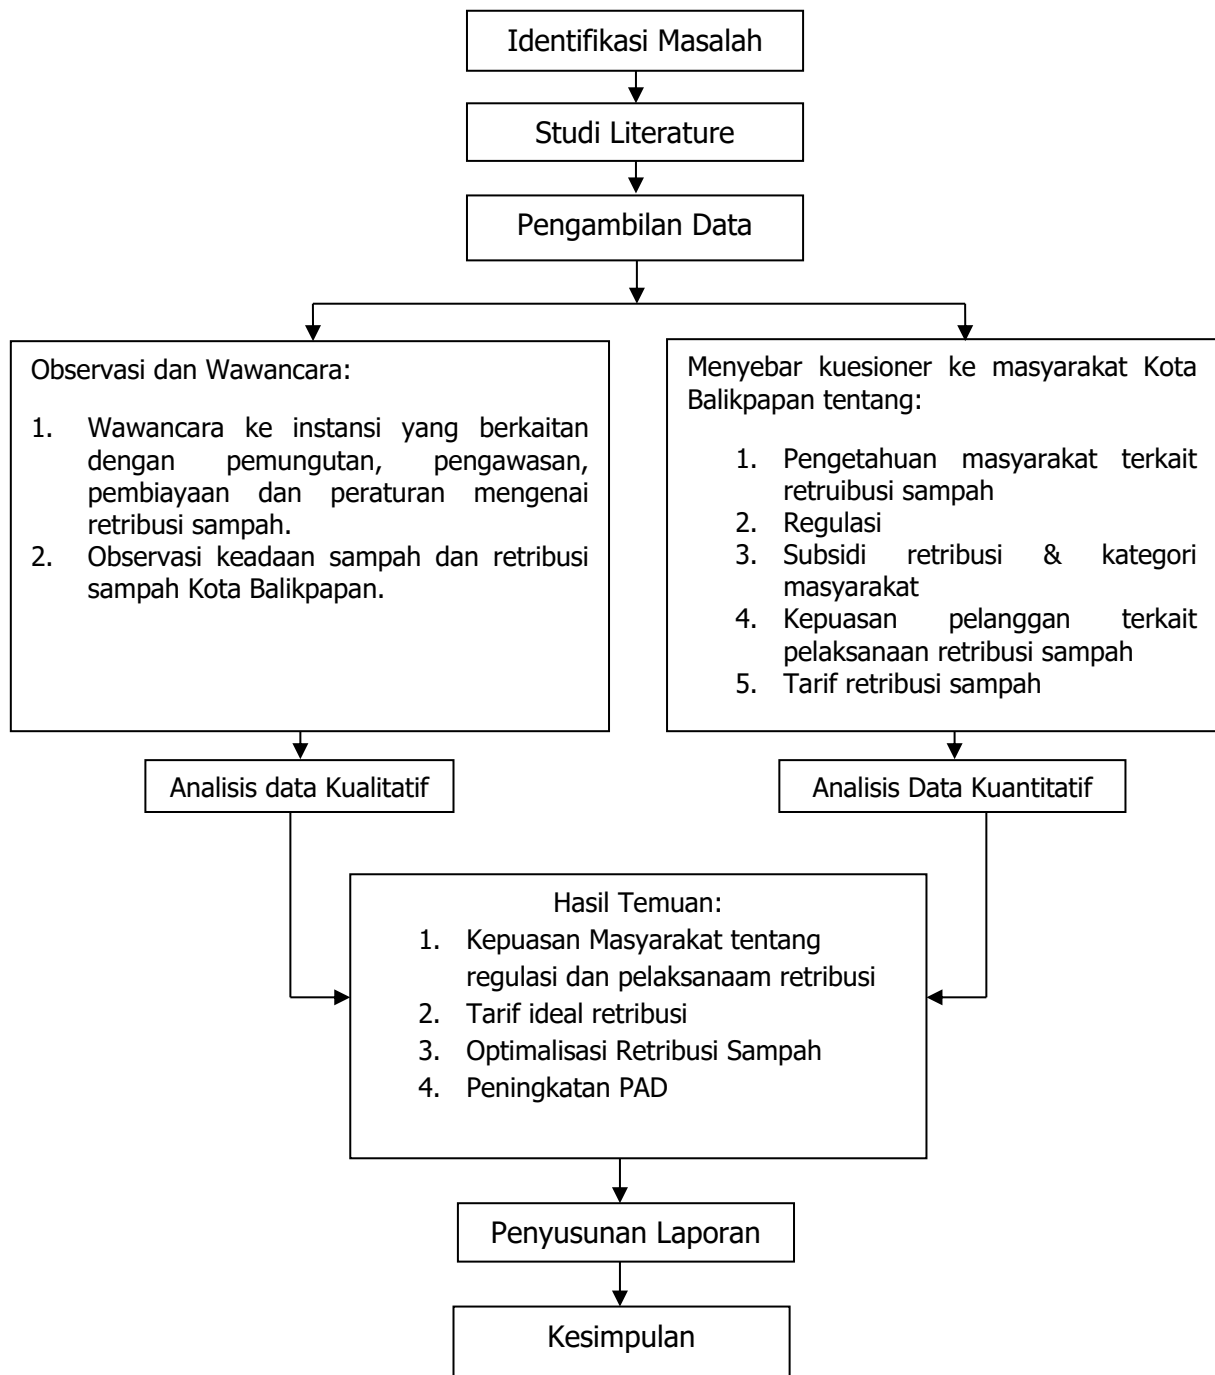 Identifikasi Masalah
Studi Literature
Pengambilan Data
Observasi dan Wawancara:
1. Wawancara ke instansi yang berkaitan
dengan pemungutan, pengawasan,
pembiayaan dan peraturan mengenai
retribusi sampah.
2. Observasi keadaan sampah dan retribusi
sampah Kota Balikpapan.
Menyebar kuesioner ke masyarakat Kota
Balikpapan tentang:
1. Pengetahuan masyarakat terkait
retruibusi sampah
2. Regulasi
3. Subsidi retribusi & kategori
masyarakat
4. Kepuasan pelanggan terkait
pelaksanaan retribusi sampah
5. Tarif retribusi sampah
Analisis data Kualitatif
Analisis Data Kuantitatif
Hasil Temuan:
1. Kepuasan Masyarakat tentang
regulasi dan pelaksanaam retribusi
2. Tarif ideal retribusi
3. Optimalisasi Retribusi Sampah
4. Peningkatan PAD
Penyusunan Laporan
Kesimpulan